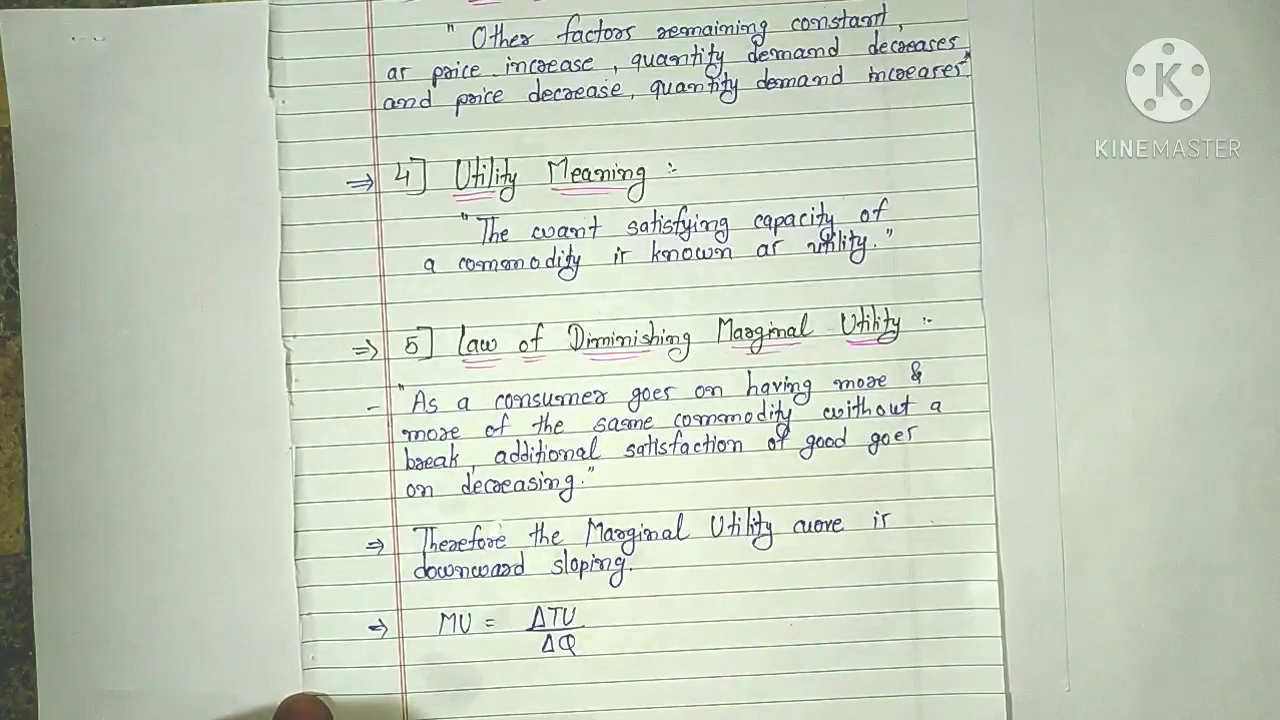 " Other factors remaining constant,
as price increase, quantity demand decreases
and price decrease, quantity demand increases"
⇒ 4] Utility Meaning :-
"The want satisfying capacity of
a commodity is known as utility."
⇒ 5] Law of Diminishing Marginal Utility :-
- "As a consumer goes on having more &
more of the same commodity without a
break, additional satisfaction of good goes
on decreasing."
⇒ Therefore the Marginal Utility curve is
downward sloping.
⇒ MU = ΔTU
ΔQ
K
KINEMASTER